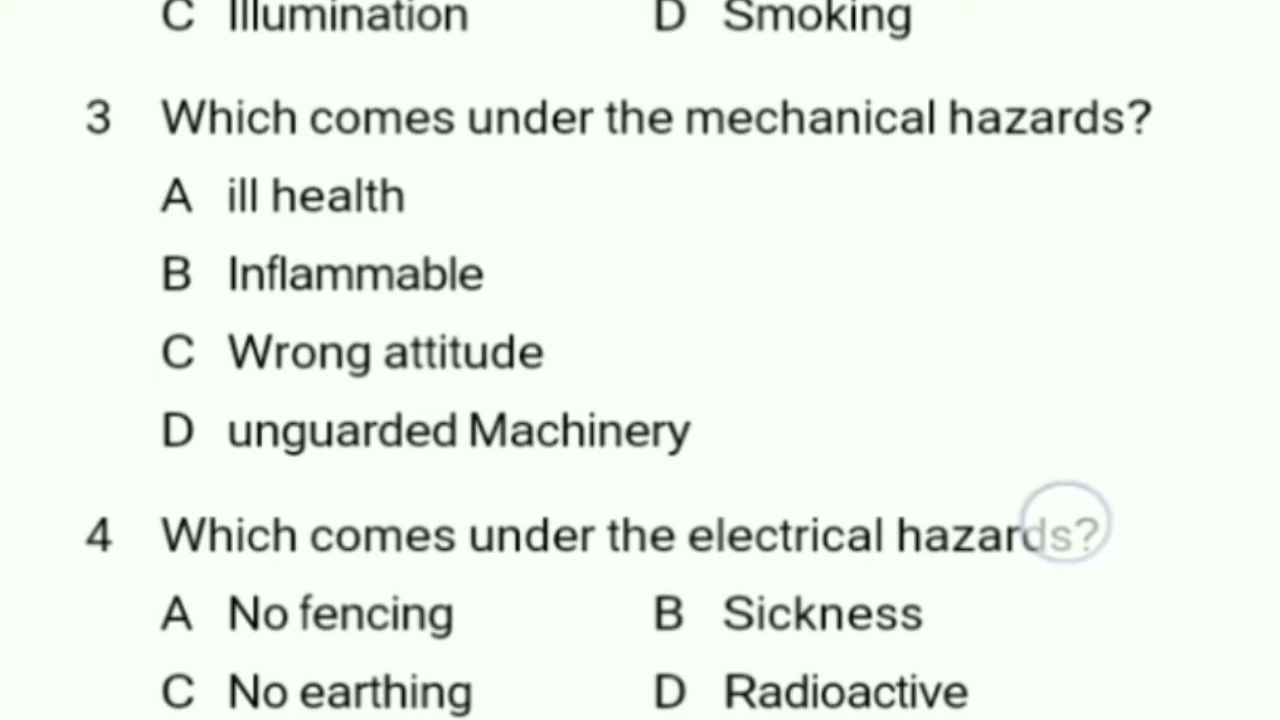 C Illumination D Smoking
3 Which comes under the mechanical hazards?
A ill health
B Inflammable
C Wrong attitude
D unguarded Machinery
4 Which comes under the electrical hazards?
A No fencing B Sickness
C No earthing D Radioactive